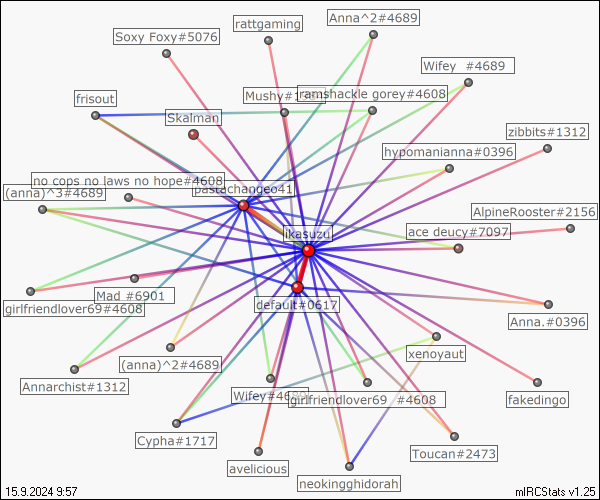 Anna^2#4689
rattgaming
Soxy Foxy#5076
Wifey #4689
ramshackle gorey#4608
Mushy#1
frisout
Skalman
zibbits#1312
hypomanianna#0396
no cops no laws no hope#4608
pastachangeo41
(anna)^3#4689
AlpineRooster#2156
ace deucy#7097
ikasuzu
Mad #6901
default#0617
girlfriendlover69#4608
Anna.#0396
xenoyaut
(anna)^2#4689
Annarchist#1312
Wifey#4689
girlfriendlover69 #4608
fakedingo
Cypha#1717
Toucan#2473
avelicious
neokingghidorah
15.9.2024 9:57
mIRCStats v1.25